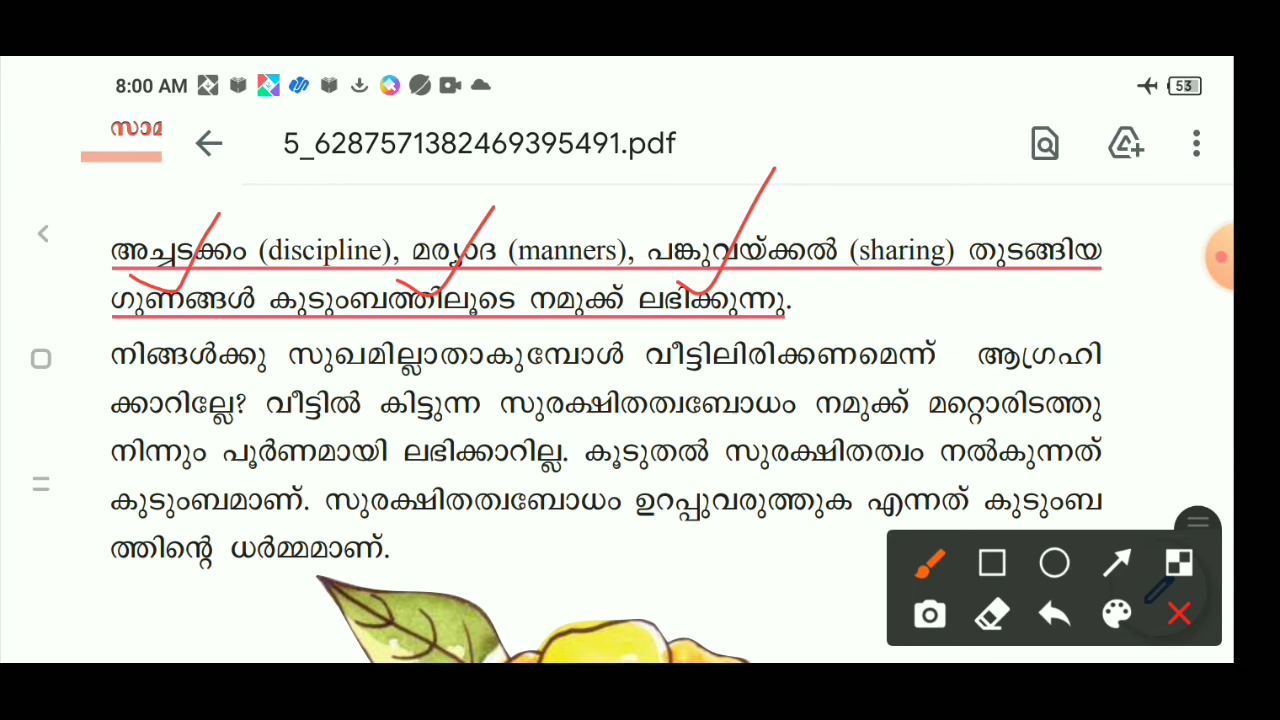 8:00 AM
53
സാമ
5_6287571382469395491.pdf
അച്ചടക്കം (discipline), മര്യാദ (manners), പങ്കുവയ്ക്കൽ (sharing) തുടങ്ങിയ
ഗുണങ്ങൾ കുടുംബത്തിലൂടെ നമുക്ക് ലഭിക്കുന്നു.
നിങ്ങൾക്കു സുഖമില്ലാതാകുമ്പോൾ വീട്ടിലിരിക്കണമെന്ന് ആഗ്രഹി
ക്കാറില്ലേ? വീട്ടിൽ കിട്ടുന്ന സുരക്ഷിതത്വബോധം നമുക്ക് മറ്റൊരിടത്തു
നിന്നും പൂർണമായി ലഭിക്കാറില്ല. കൂടുതൽ സുരക്ഷിതത്വം നൽകുന്നത്
കുടുംബമാണ്. സുരക്ഷിതത്വബോധം ഉറപ്പുവരുത്തുക എന്നത് കുടുംബ
ത്തിന്റെ ധർമ്മമാണ്.